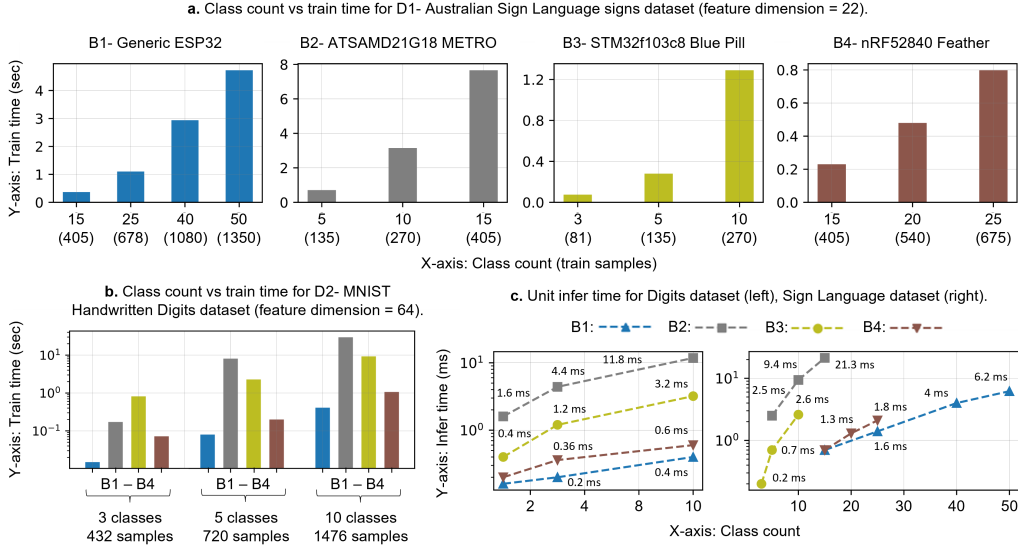 a. Class count vs train time for D1- Australian Sign Language signs dataset (feature dimension = 22).
B1- Generic ESP32
B2- ATSAMD21G18 METRO
B3- STM32f103c8 Blue Pill
B4- nRF52840 Feather
Y-axis: Train time (sec)
4
3
2
1
0
8
6
4
2
0
1.2
0.8
0.4
0.0
0.8
0.6
0.4
0.2
0.0
15 25 40 50
(405) (678) (1080) (1350)
5 10 15
(135) (270) (405)
3 5 10
(81) (135) (270)
15 20 25
(405) (540) (675)
X-axis: Class count (train samples)
b. Class count vs train time for D2- MNIST
Handwritten Digits dataset (feature dimension = 64).
Y-axis: Train time (sec)
10¹
10⁰
10⁻¹
B1 – B4 B1 – B4 B1 – B4
3 classes 5 classes 10 classes
432 samples 720 samples 1476 samples
c. Unit infer time for Digits dataset (left), Sign Language dataset (right).
B1: B2: B3: B4:
Y-axis: Infer time (ms)
10¹
10⁰
1.6 ms
4.4 ms
11.8 ms
0.4 ms
1.2 ms
3.2 ms
0.36 ms
0.6 ms
0.2 ms
0.4 ms
2 4 6 8 10
10¹
10⁰
2.5 ms
9.4 ms
21.3 ms
2.6 ms
0.7 ms
0.2 ms
1.3 ms
1.8 ms
1.6 ms
4 ms
6.2 ms
10 20 30 40 50
X-axis: Class count